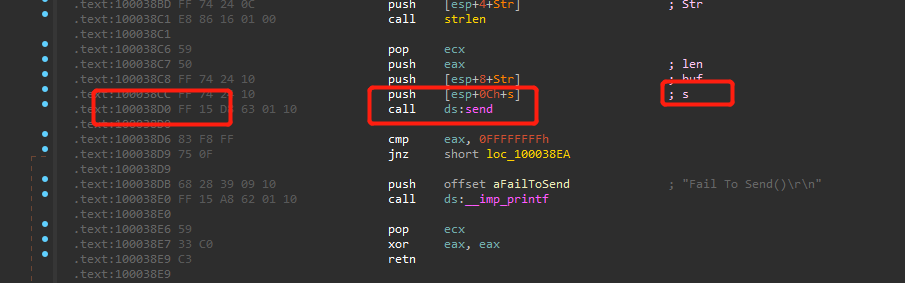 .text:100038BD FF 74 24 0C push [esp+4+Str] ; Str
.text:100038C1 E8 86 16 01 00 call strlen
.text:100038C1
.text:100038C6 59 pop ecx
.text:100038C7 50 push eax ; len
.text:100038C8 FF 74 24 10 push [esp+8+Str] ; buf
.text:100038CC FF 74 24 10 push [esp+0Ch+s] ; s
.text:100038D0 FF 15 D8 63 01 10 call ds:send
.text:100038D0
.text:100038D6 83 F8 FF cmp eax, 0FFFFFFFFh
.text:100038D9 75 0F jnz short loc_100038EA
.text:100038D9
.text:100038DB 68 28 39 09 10 push offset aFailToSend ; "Fail To Send()\r\n"
.text:100038E0 FF 15 A8 62 01 10 call ds:__imp_printf
.text:100038E0
.text:100038E6 59 pop ecx
.text:100038E7 33 C0 xor eax, eax
.text:100038E9 C3 retn
.text:100038E9